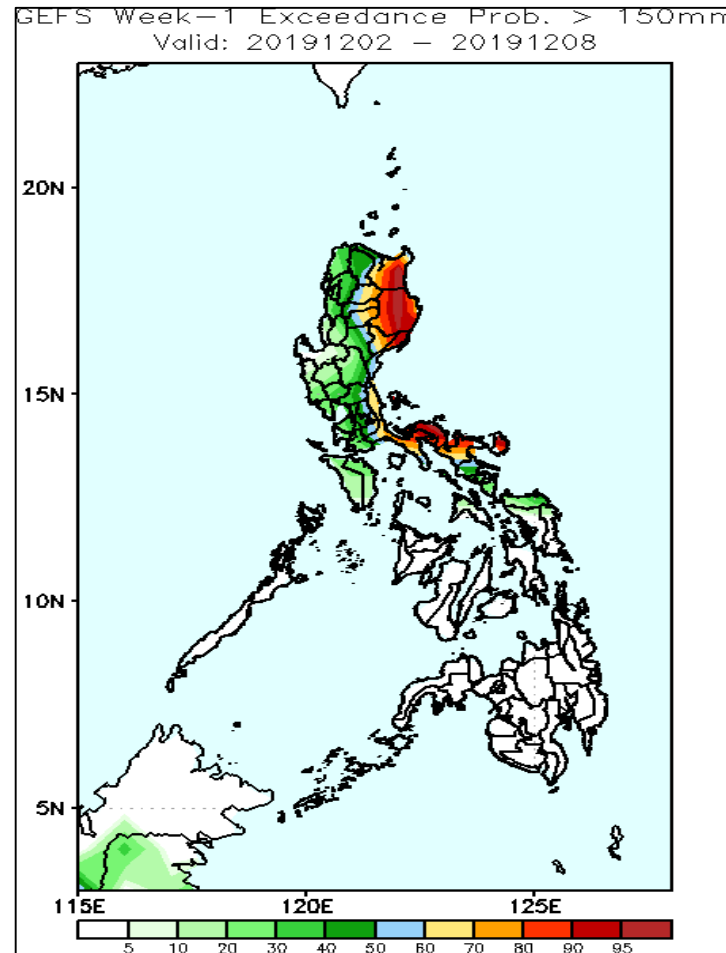 GEFS Week-1 Exceedance Prob. > 150mm
Valid: 20191202 - 20191208
20N
15N
10N
5N
115E 120E 125E
5 10 20 30 40 50 60 70 80 90 95